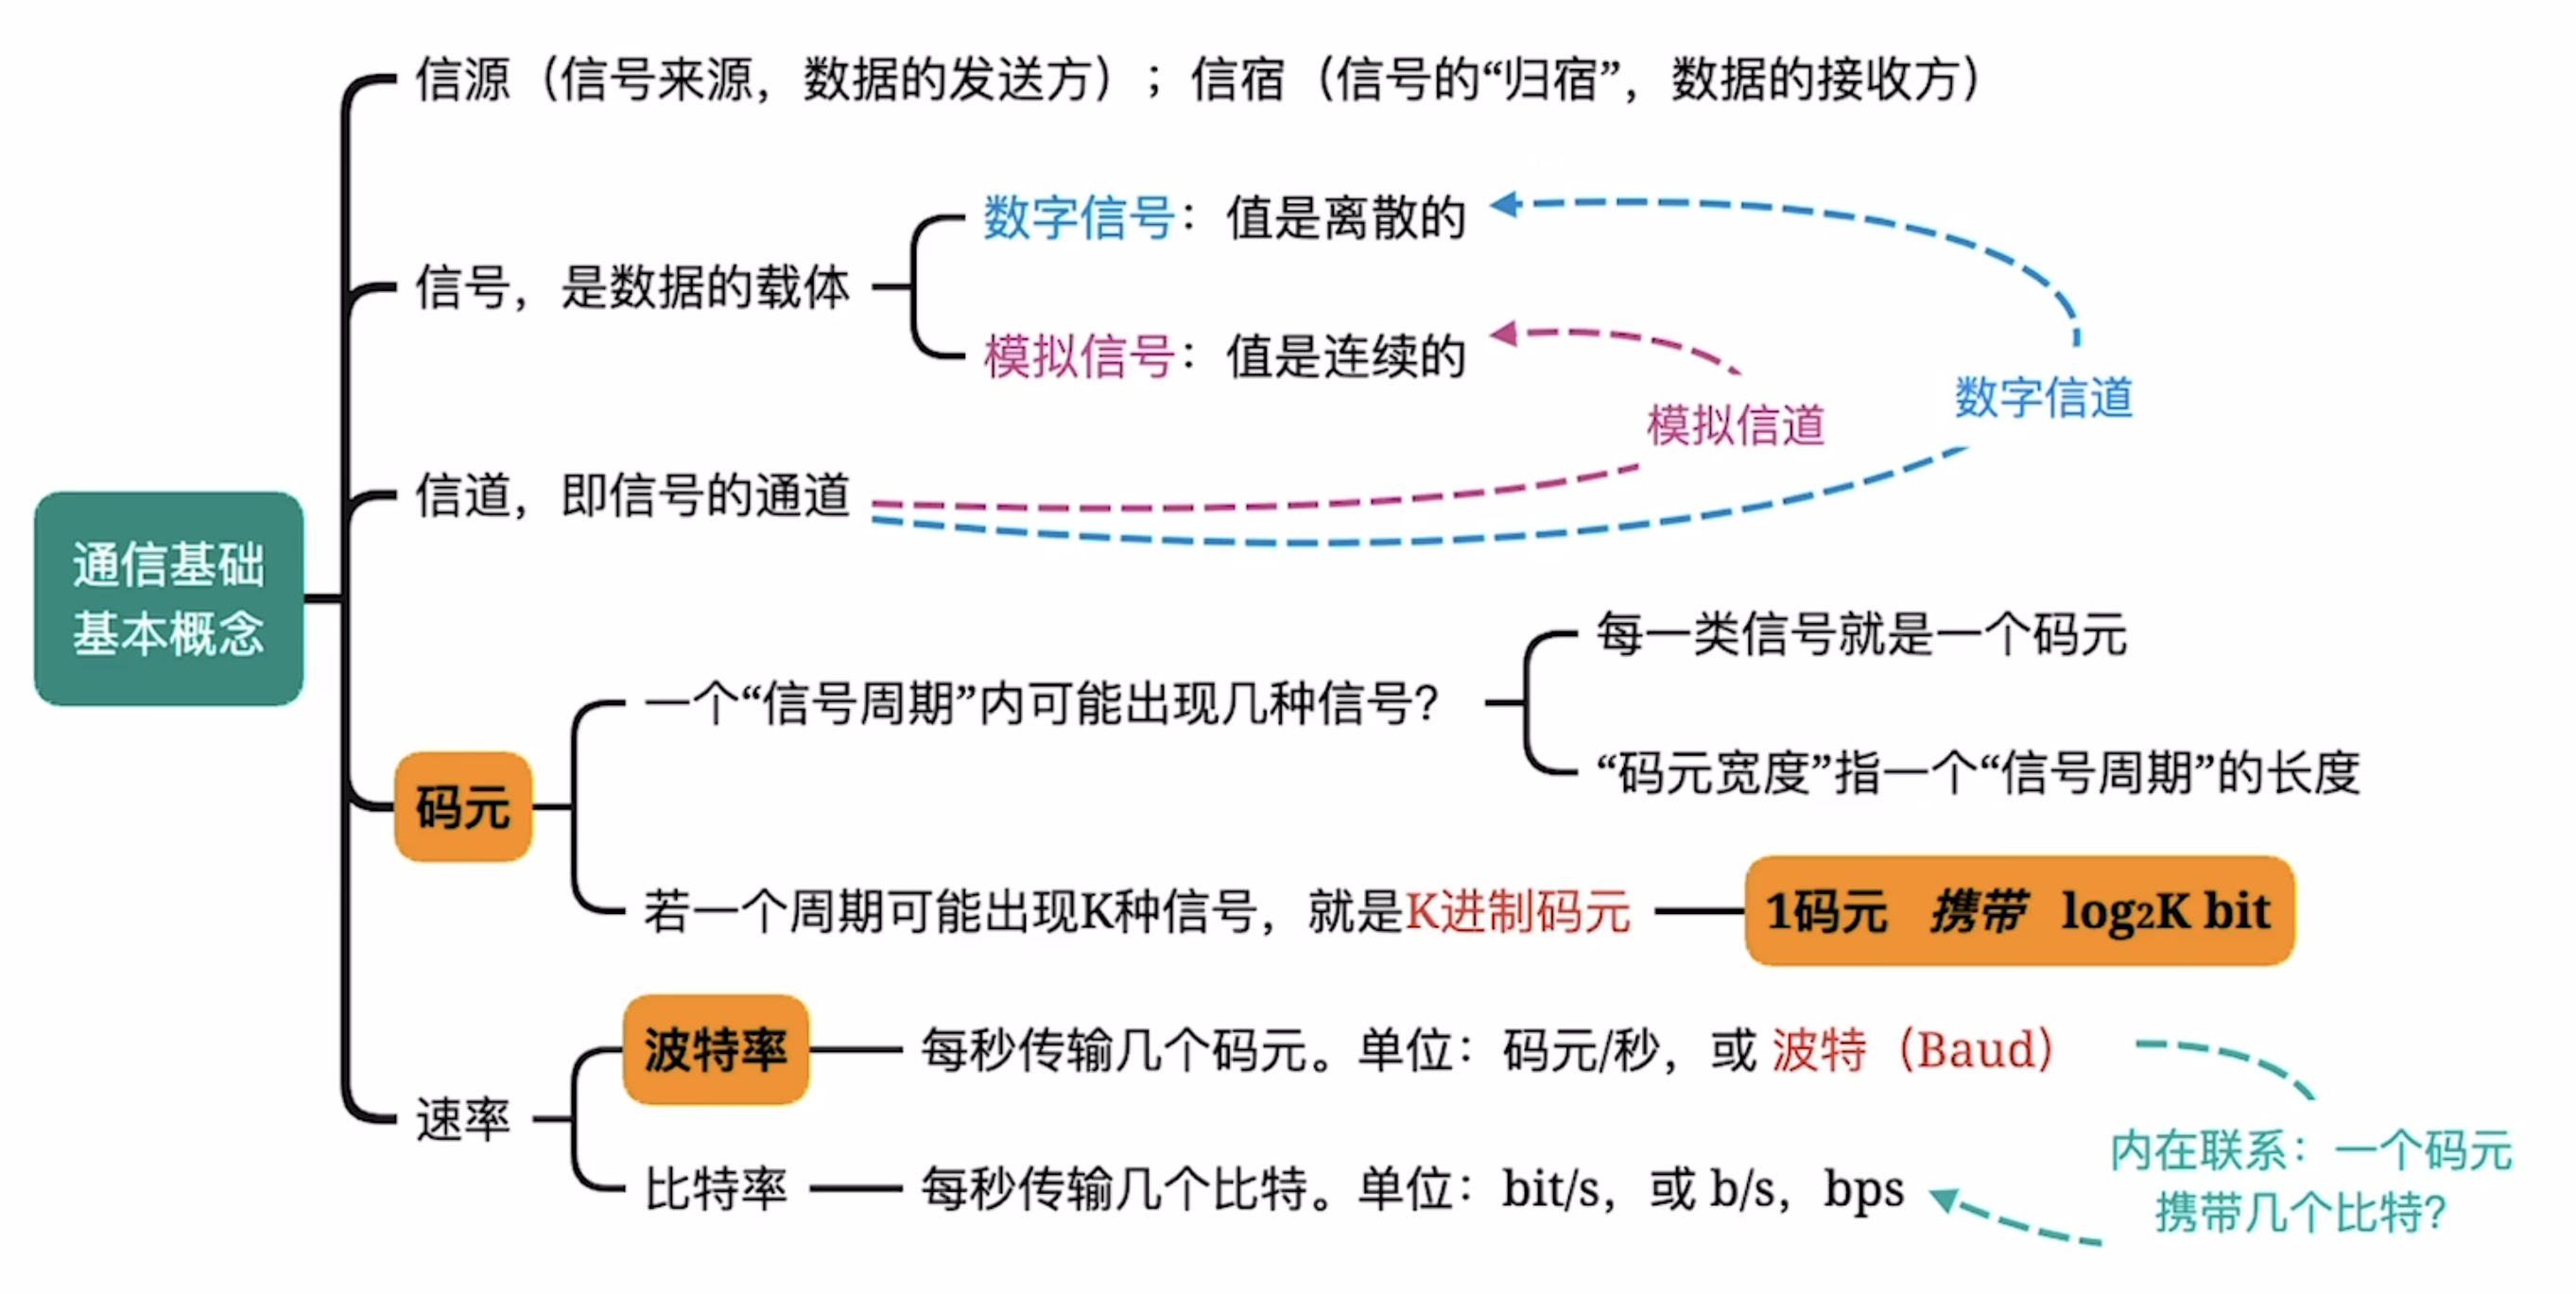 通信基础
基本概念
信源（信号来源，数据的发送方）；信宿（信号的“归宿”，数据的接收方）
信号，是数据的载体
数字信号：值是离散的
模拟信号：值是连续的
信道，即信号的通道
模拟信道
数字信道
码元
一个“信号周期”内可能出现几种信号？
每一类信号就是一个码元
“码元宽度”指一个“信号周期”的长度
若一个周期可能出现K种信号，就是K进制码元
1码元 携带 log₂K bit
速率
波特率
每秒传输几个码元。单位：码元/秒，或 波特（Baud）
比特率
每秒传输几个比特。单位：bit/s，或 b/s，bps
内在联系：一个码元
携带几个比特？